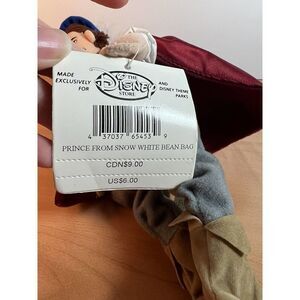 MADE EXCLUSIVELY FOR
THE DISNEY STORE
AND DISNEY THEME PARKS
4 37037 65453 9
PRINCE FROM SNOW WHITE BEAN BAG
CDN$9.00
US$6.00